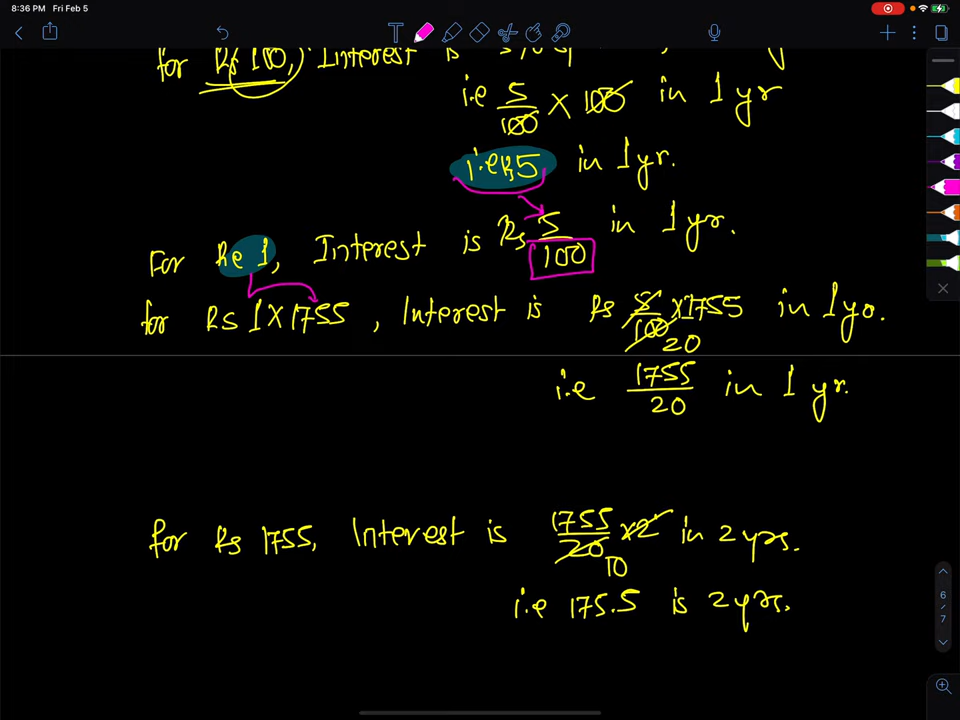 8:36 PM Fri Feb 5
for Rs 100, Interest is
i.e 5/100 × 100 in 1 yr
i.e Rs 5 in 1 yr.
For Re 1, Interest is Rs 5/100 in 1 yr.
for Rs 1 × 1755, Interest is Rs 5/100 × 1755 in 1 yr.
20
i.e 1755/20 in 1 yr.
for Rs 1755, Interest is 1755/20 × 2 in 2 yrs.
10
i.e 175.5 is 2 yrs.
6
/
7